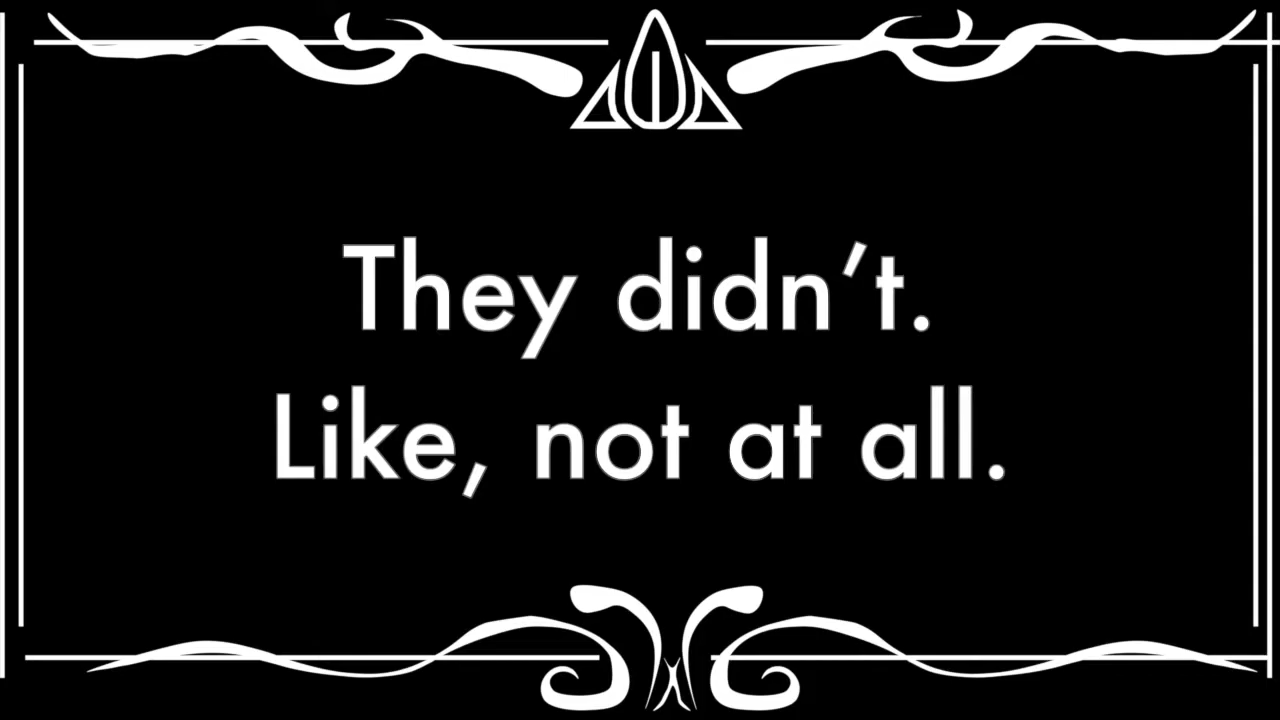 They didn’t.
Like, not at all.